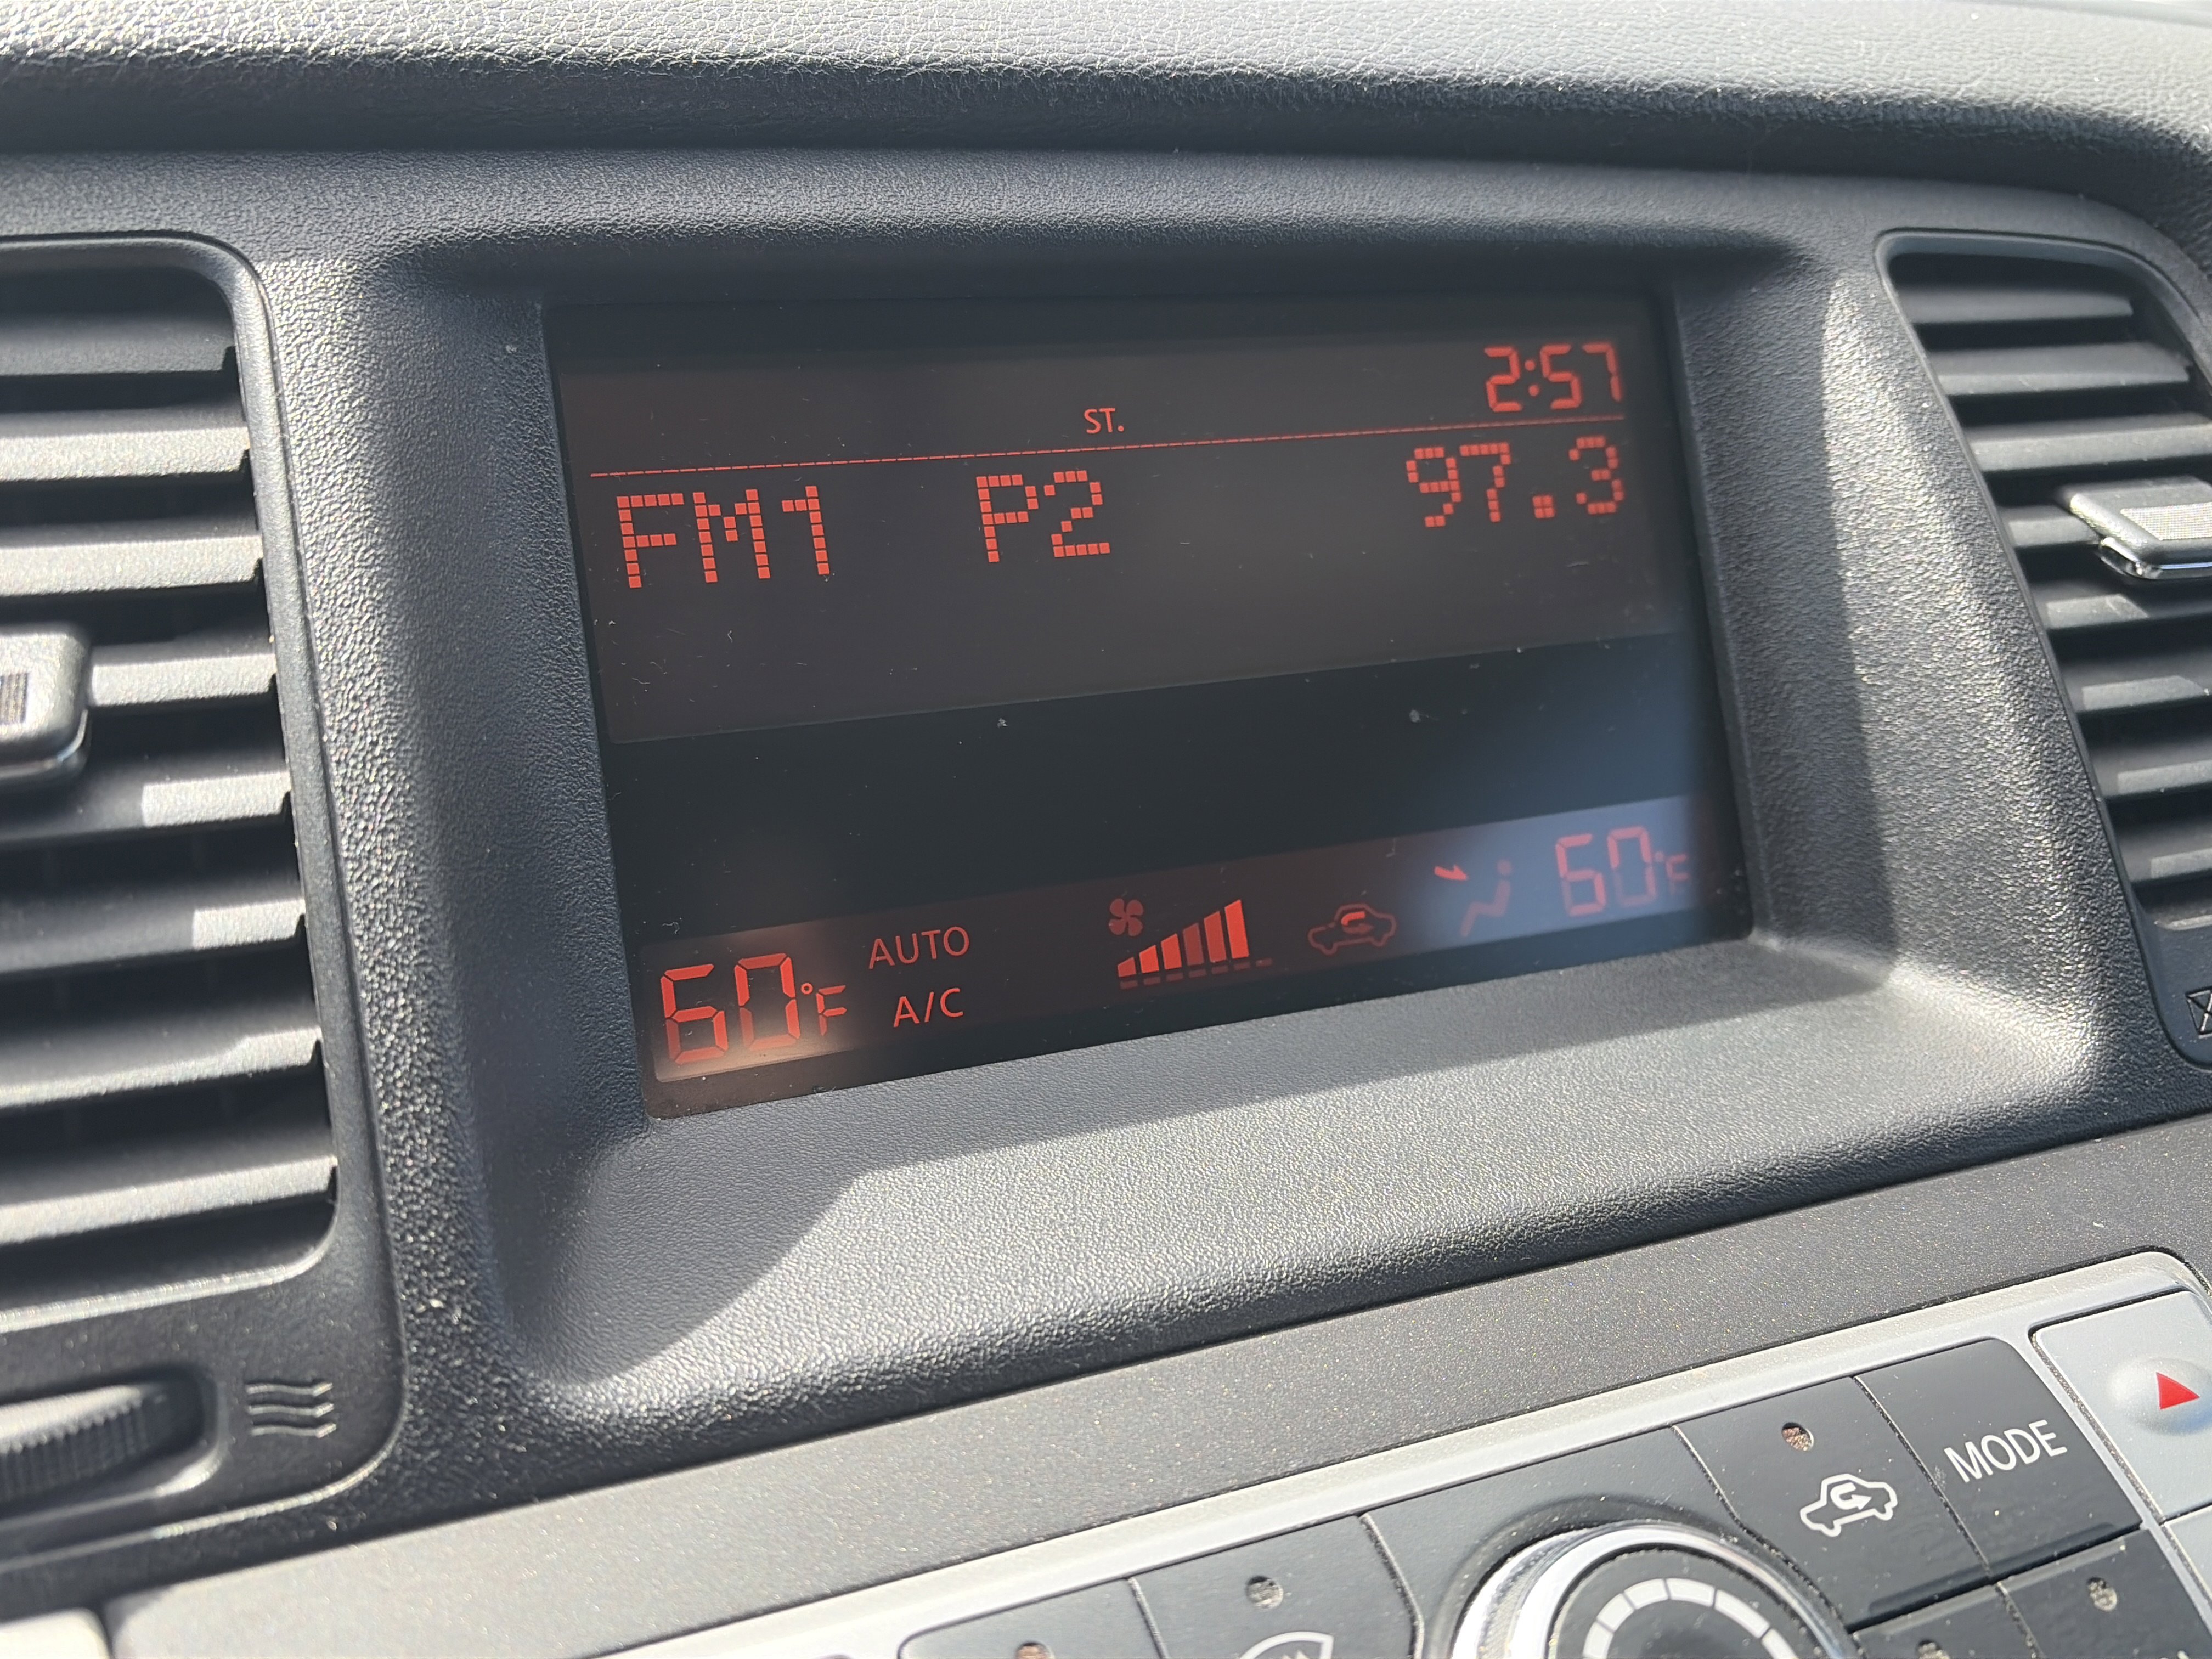 2:57
ST.
FM1 P2 97.3
60°F AUTO 60°F
A/C
MODE